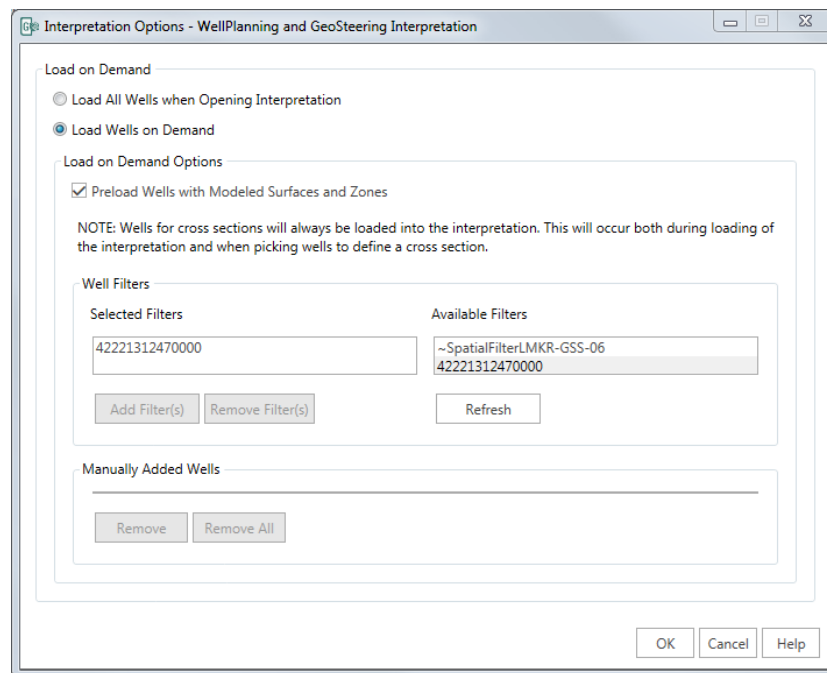 Interpretation Options - WellPlanning and GeoSteering Interpretation
Load on Demand
Load All Wells when Opening Interpretation
Load Wells on Demand
Load on Demand Options
Preload Wells with Modeled Surfaces and Zones
NOTE: Wells for cross sections will always be loaded into the interpretation. This will occur both during loading of
the interpretation and when picking wells to define a cross section.
Well Filters
Selected Filters
Available Filters
42221312470000
~SpatialFilterLMKR-GSS-06
42221312470000
Add Filter(s)
Remove Filter(s)
Refresh
Manually Added Wells
Remove
Remove All
OK
Cancel
Help